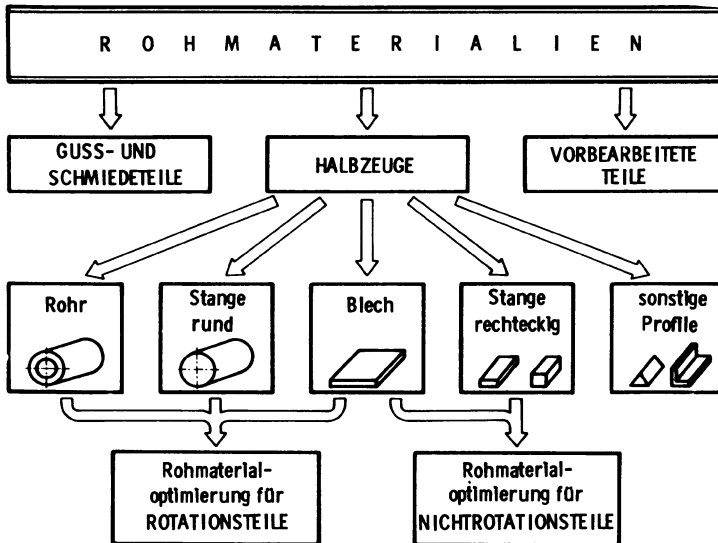 ROHMATERIALIEN
GUSS- UND
SCHMIEDETEILE
HALBZEUGE
VORBEARBEITETE
TEILE
Rohr
Stange
rund
Blech
Stange
rechteckig
sonstige
Profile
Rohmaterial-
optimierung für
ROTATIONSTEILE
Rohmaterial-
optimierung für
NICHTROTATIONSTEILE